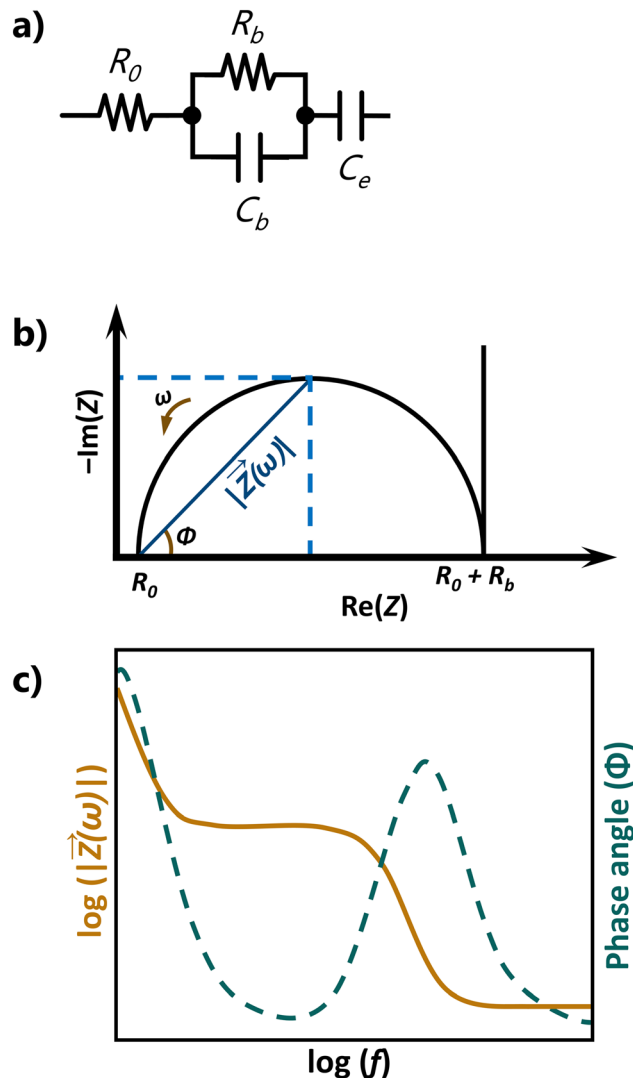 a)
R0
Rb
Cb
Ce
b)
–Im(Z)
ω
|Z(ω)|
Φ
R0
R0 + Rb
Re(Z)
c)
log (|Z(ω)|)
Phase angle (Φ)
log (f)